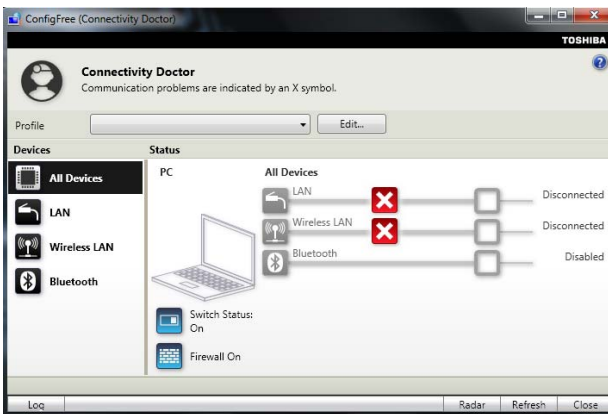 ConfigFree (Connectivity Doctor)
TOSHIBA
Connectivity Doctor
Communication problems are indicated by an X symbol.
Profile
Edit...
Devices
Status
All Devices
LAN
Wireless LAN
Bluetooth
PC
All Devices
LAN
Disconnected
Wireless LAN
Disconnected
Bluetooth
Disabled
Switch Status:
On
Firewall On
Log
Radar
Refresh
Close